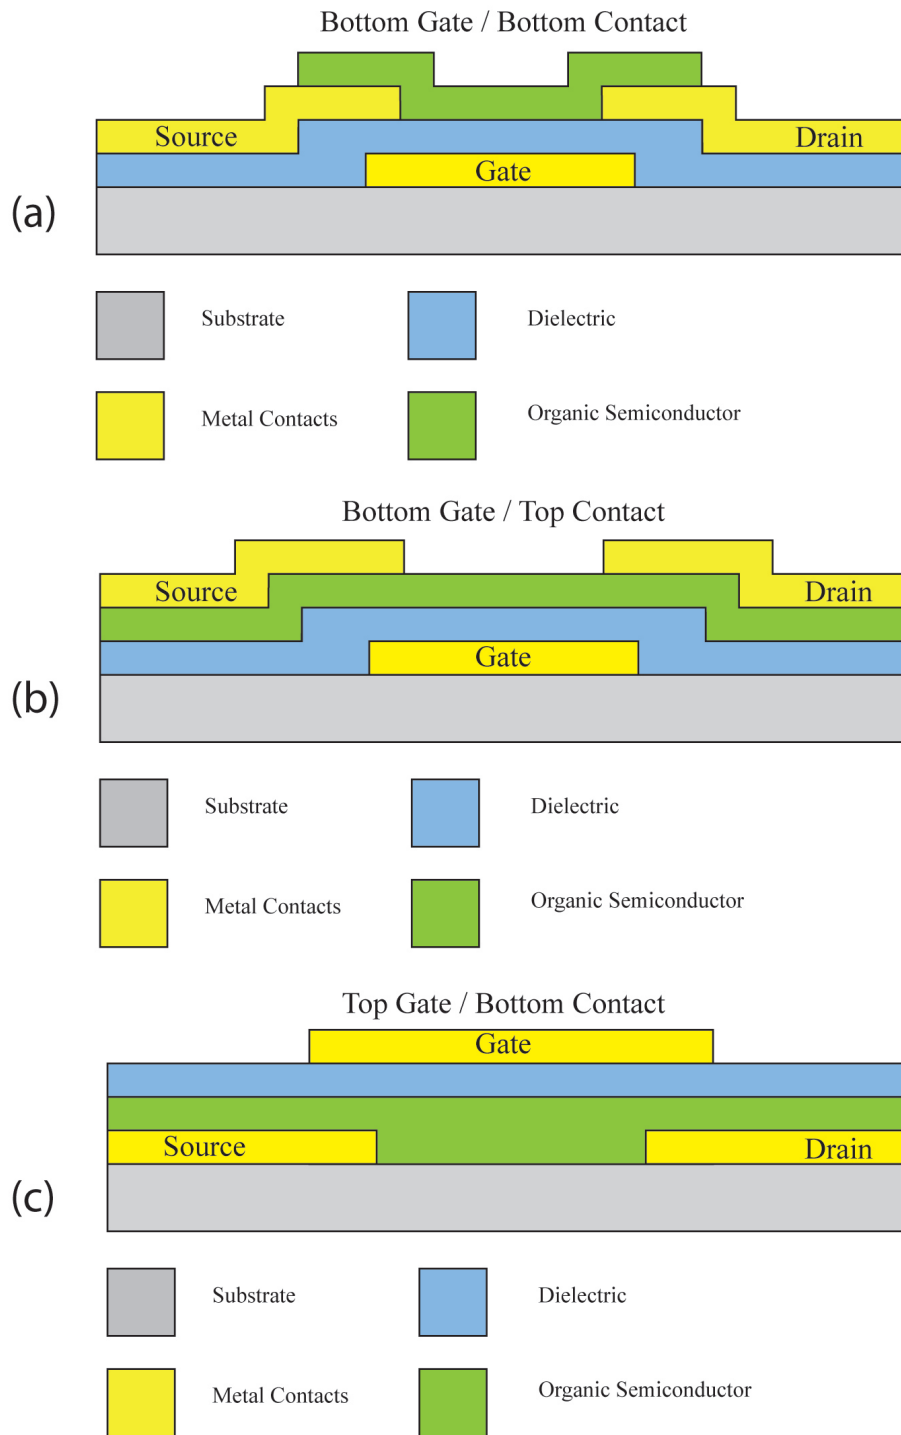 Bottom Gate / Bottom Contact
Source
Drain
Gate
(a)
Substrate
Dielectric
Metal Contacts
Organic Semiconductor
Bottom Gate / Top Contact
Source
Drain
Gate
(b)
Substrate
Dielectric
Metal Contacts
Organic Semiconductor
Top Gate / Bottom Contact
Gate
Source
Drain
(c)
Substrate
Dielectric
Metal Contacts
Organic Semiconductor